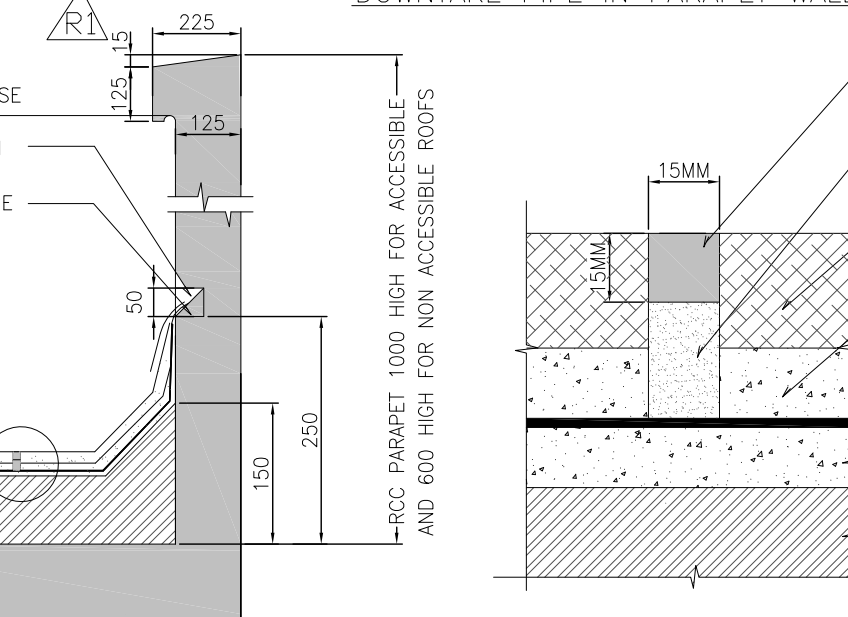 DOWNTAKE PIPE IN PARAPET WALL
R1
225
15
125
SE
125
E
50
250
150
RCC PARAPET 1000 HIGH FOR ACCESSIBLE
AND 600 HIGH FOR NON ACCESSIBLE ROOFS
15MM
15MM